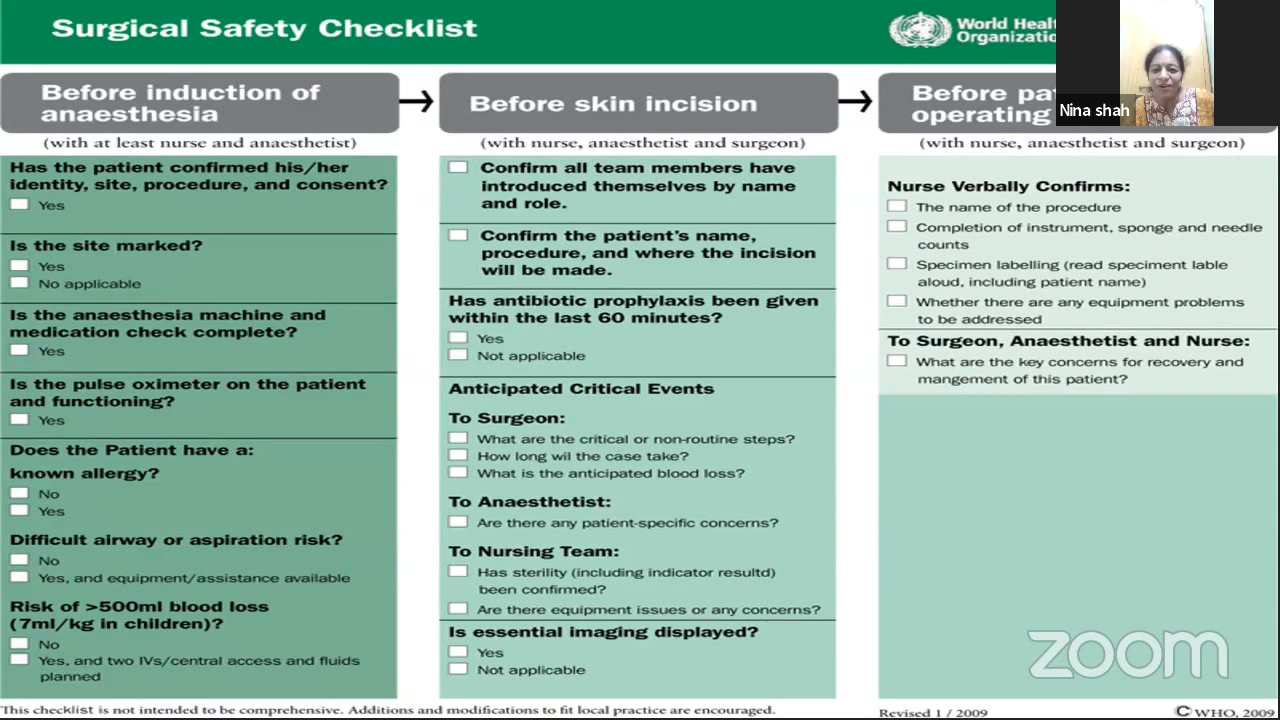 Surgical Safety Checklist
World Heal
Organizatio
Nina shah
Before induction of
anaesthesia
(with at least nurse and anaesthetist)
Has the patient confirmed his/her
identity, site, procedure, and consent?
Yes
Is the site marked?
Yes
No applicable
Is the anaesthesia machine and
medication check complete?
Yes
Is the pulse oximeter on the patient
and functioning?
Yes
Does the Patient have a:
known allergy?
No
Yes
Difficult airway or aspiration risk?
No
Yes, and equipment/assistance available
Risk of >500ml blood loss
(7ml/kg in children)?
No
Yes, and two IVs/central access and fluids
planned
Before skin incision
(with nurse, anaesthetist and surgeon)
Confirm all team members have
introduced themselves by name
and role.
Confirm the patient's name,
procedure, and where the incision
will be made.
Has antibiotic prophylaxis been given
within the last 60 minutes?
Yes
Not applicable
Anticipated Critical Events
To Surgeon:
What are the critical or non-routine steps?
How long wil the case take?
What is the anticipated blood loss?
To Anaesthetist:
Are there any patient-specific concerns?
To Nursing Team:
Has sterility (including indicator resultd)
been confirmed?
Are there equipment issues or any concerns?
Is essential imaging displayed?
Yes
Not applicable
Before pa
operating
(with nurse, anaesthetist and surgeon)
Nurse Verbally Confirms:
The name of the procedure
Completion of instrument, sponge and needle
counts
Specimen labelling (read speciment lable
aloud, including patient name)
Whether there are any equipment problems
to be addressed
To Surgeon, Anaesthetist and Nurse:
What are the key concerns for recovery and
mangement of this patient?
zoom
This checklist is not intended to be comprehensive. Additions and modifications to fit local practice are encouraged.
Revised 1 / 2009
© WHO, 2009